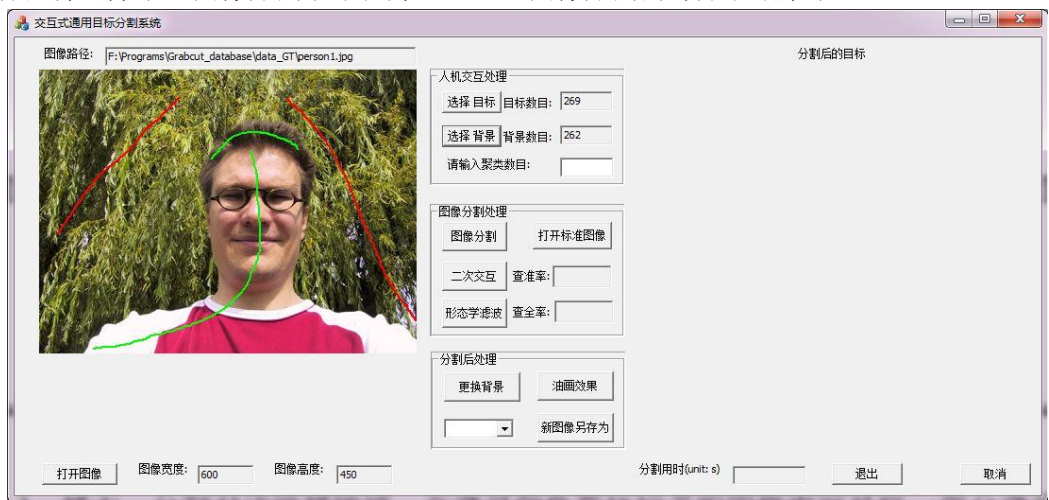 交互式通用目标分割系统
图像路径: F:\Programs\Grabcut_database\data_GT\person1.jpg
分割后的目标
人机交互处理
选择 目标 目标数目: 269
选择 背景 背景数目: 262
请输入聚类数目:
图像分割处理
图像分割 打开标准图像
二次交互 查准率:
形态学滤波 查全率:
分割后处理
更换背景 油画效果
新图像另存为
打开图像 图像宽度: 600 图像高度: 450 分割用时(unit: s) 退出 取消